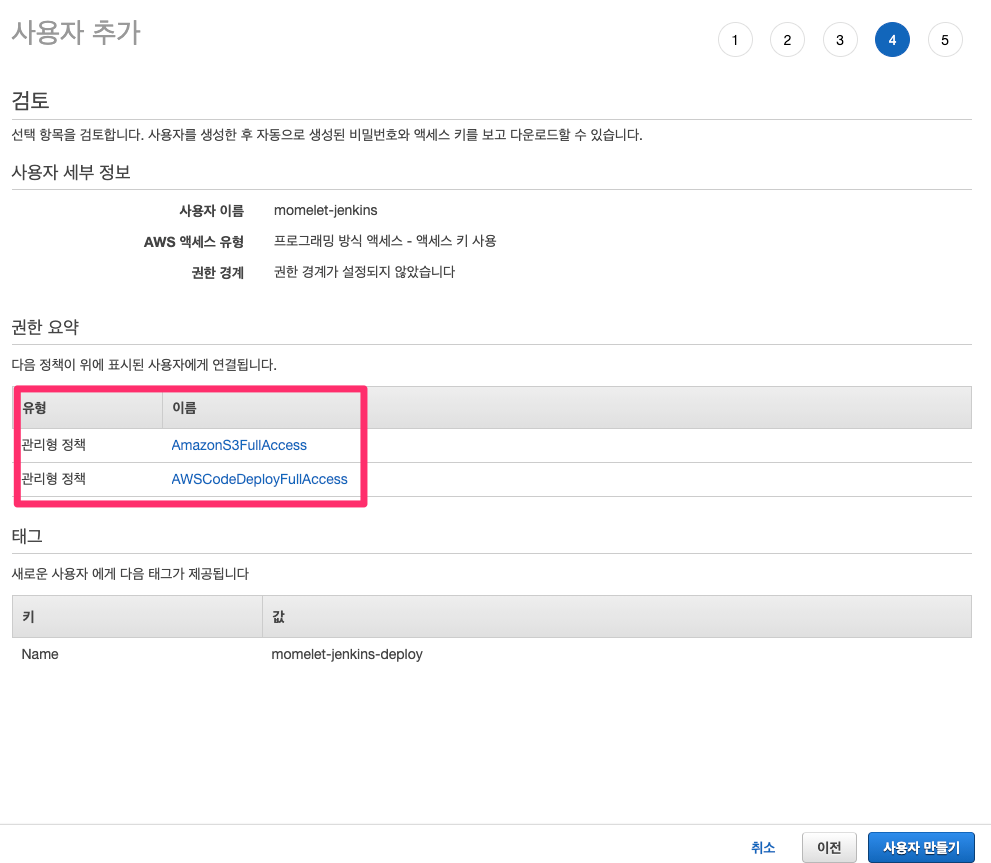 사용자 추가
1 2 3 4 5
검토
선택 항목을 검토합니다. 사용자를 생성한 후 자동으로 생성된 비밀번호와 액세스 키를 보고 다운로드할 수 있습니다.
사용자 세부 정보
사용자 이름 momelet-jenkins
AWS 액세스 유형 프로그래밍 방식 액세스 - 액세스 키 사용
권한 경계 권한 경계가 설정되지 않았습니다
권한 요약
다음 정책이 위에 표시된 사용자에게 연결됩니다.
유형 이름
관리형 정책 AmazonS3FullAccess
관리형 정책 AWSCodeDeployFullAccess
태그
새로운 사용자 에게 다음 태그가 제공됩니다
키 값
Name momelet-jenkins-deploy
취소 이전 사용자 만들기